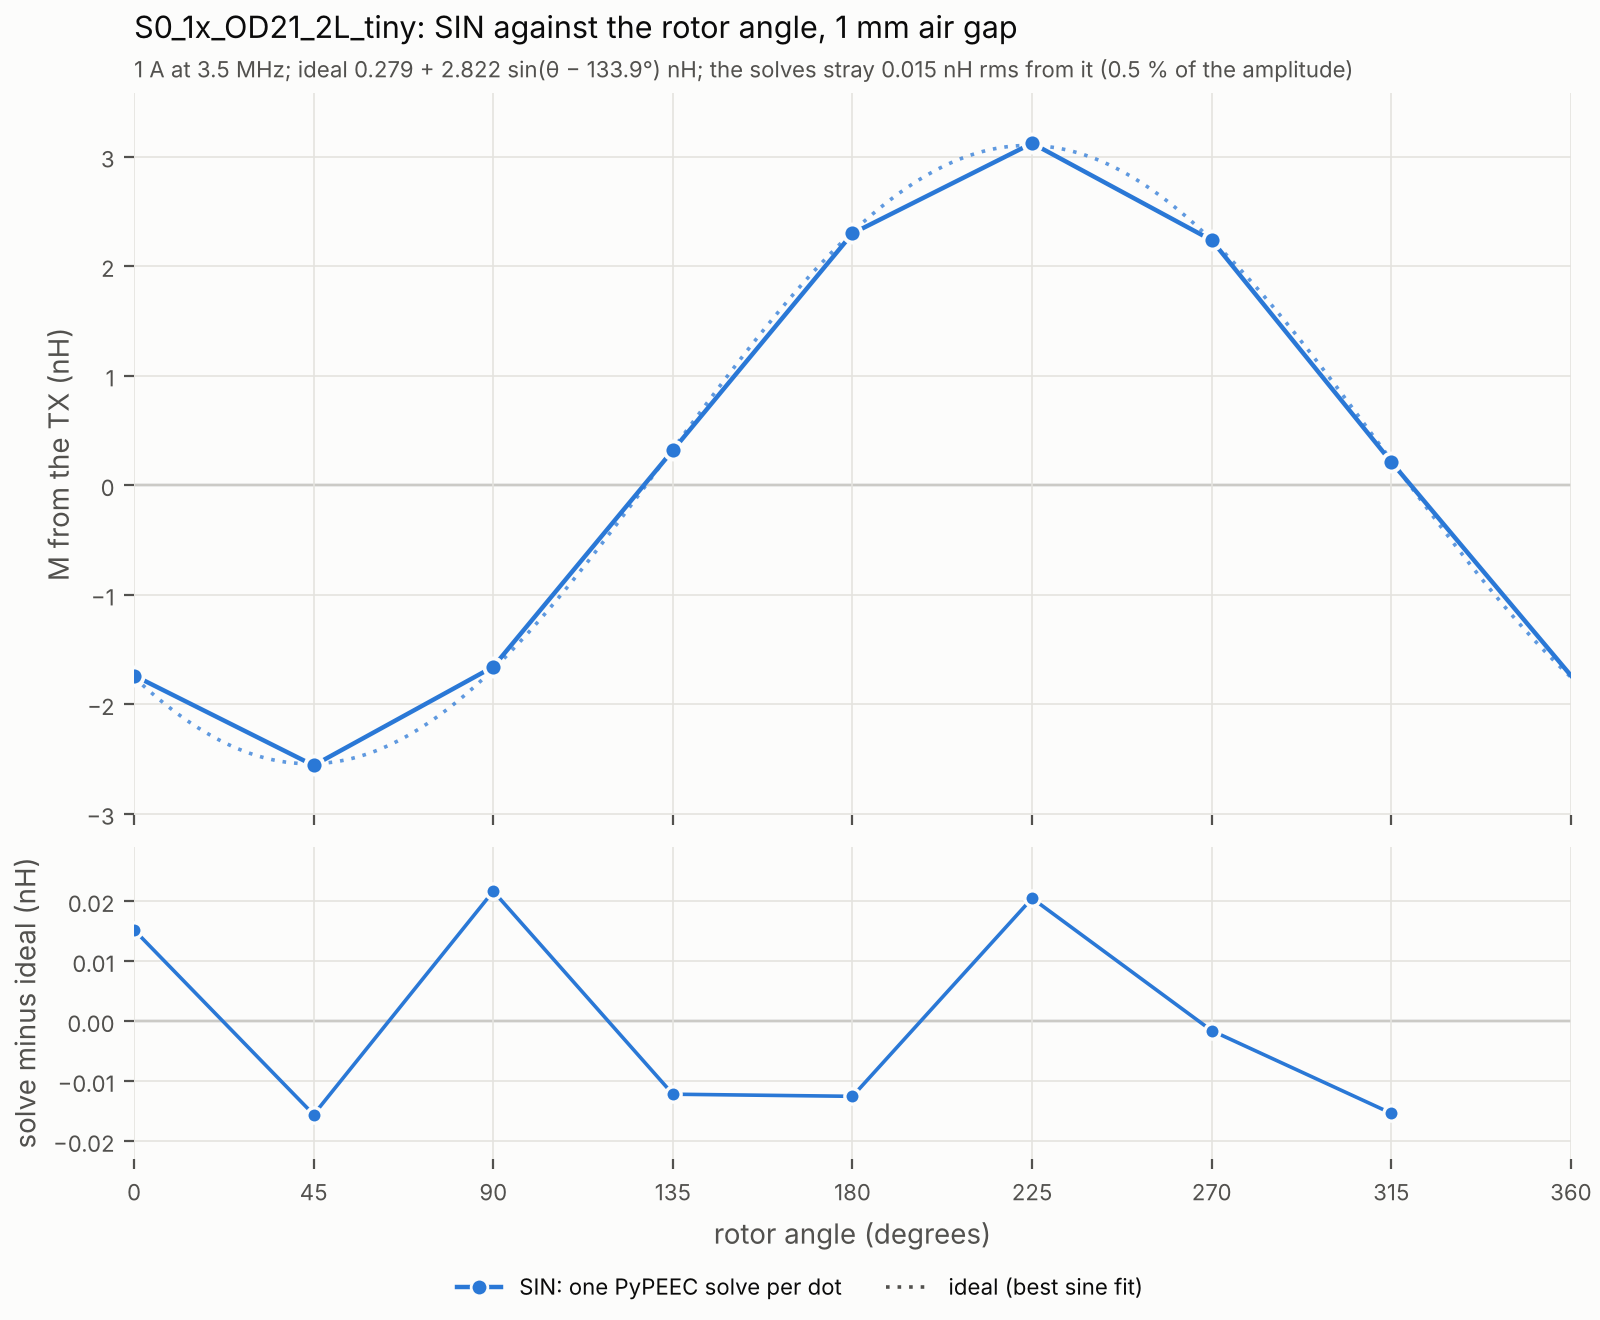 S0_1x_OD21_2L_tiny: SIN against the rotor angle, 1 mm air gap
1 A at 3.5 MHz; ideal 0.279 + 2.822 sin(θ − 133.9°) nH; the solves stray 0.015 nH rms from it (0.5 % of the amplitude)
M from the TX (nH)
3
2
1
0
−1
−2
−3
solve minus ideal (nH)
0.02
0.01
0.00
−0.01
−0.02
0 45 90 135 180 225 270 315 360
rotor angle (degrees)
SIN: one PyPEEC solve per dot ideal (best sine fit)